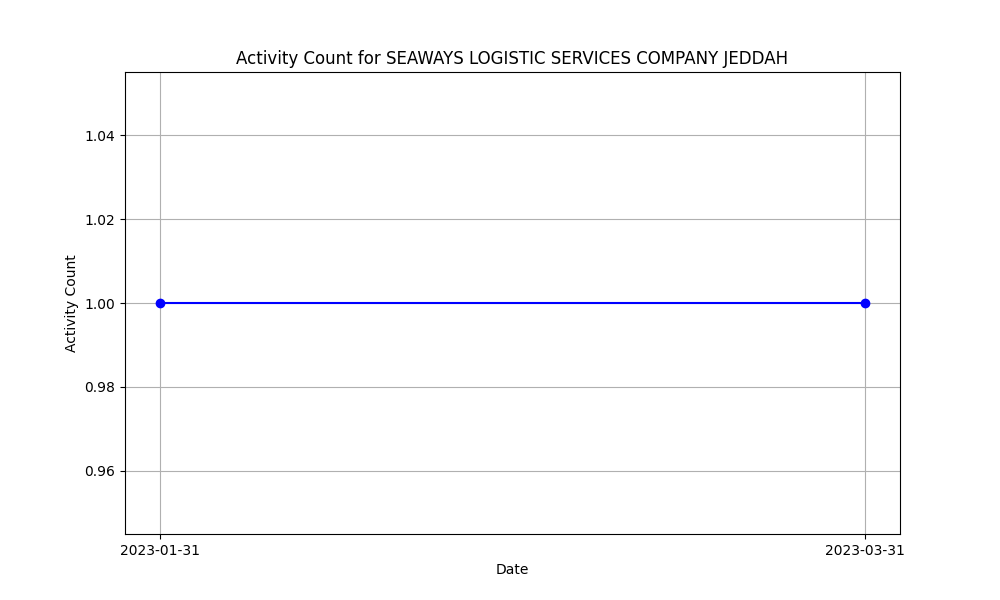 Activity Count for SEAWAYS LOGISTIC SERVICES COMPANY JEDDAH
1.04
1.02
1.00
0.98
0.96
Activity Count
2023-01-31
2023-03-31
Date